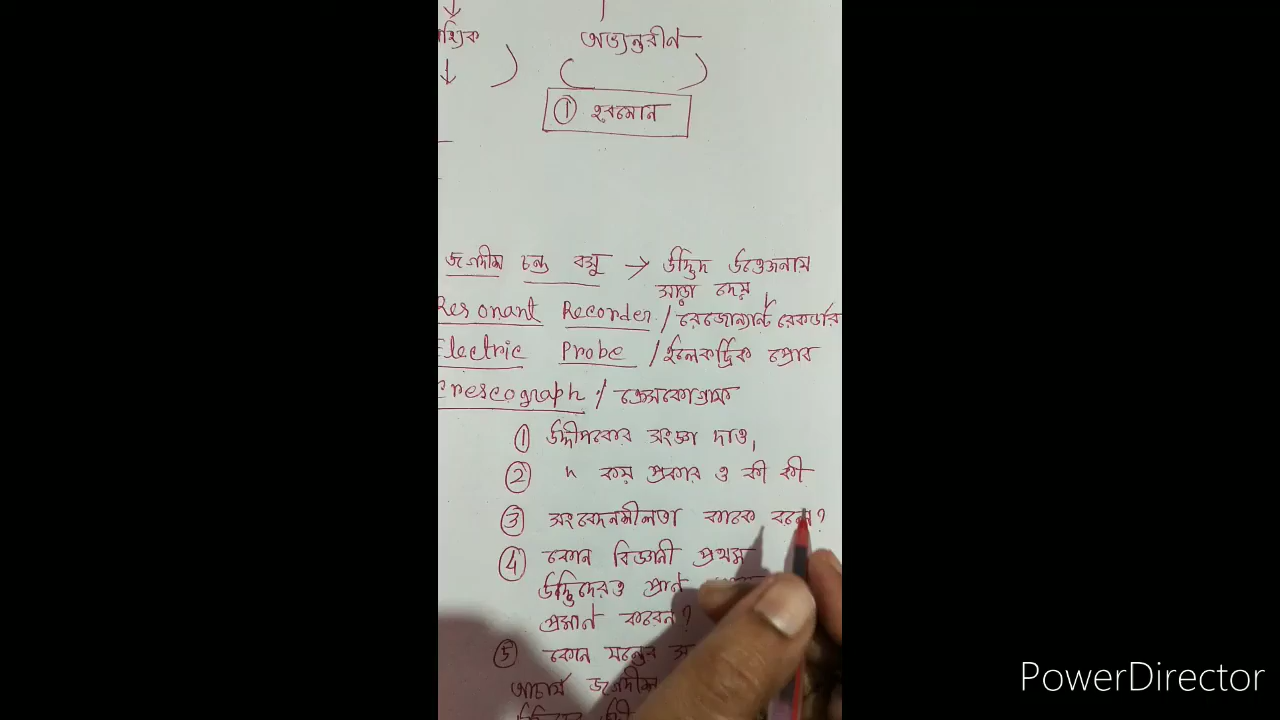 অভ্যন্তরীন
① হরমোন
জগদীশ চন্দ্র বসু → উদ্ভিদ উত্তেজনায়
সাড়া দেয়।
Resonant Recorder / রেজোন্যান্ট রেকর্ডার
Electric Probe / ইলেকট্রিক প্রোব
Crescograph / ক্রেসকোগ্রাফ
① উদ্দীপকের সংজ্ঞা দাও,
② " কয় প্রকার ও কী কী
③ সংবেদনশীলতা কাকে বলে?
④ কোন বিজ্ঞানী প্রথম
উদ্ভিদেরও প্রাণ
প্রমাণ করেন?
⑤ কোন যন্ত্রের
আচার্য জগদীশ
PowerDirector